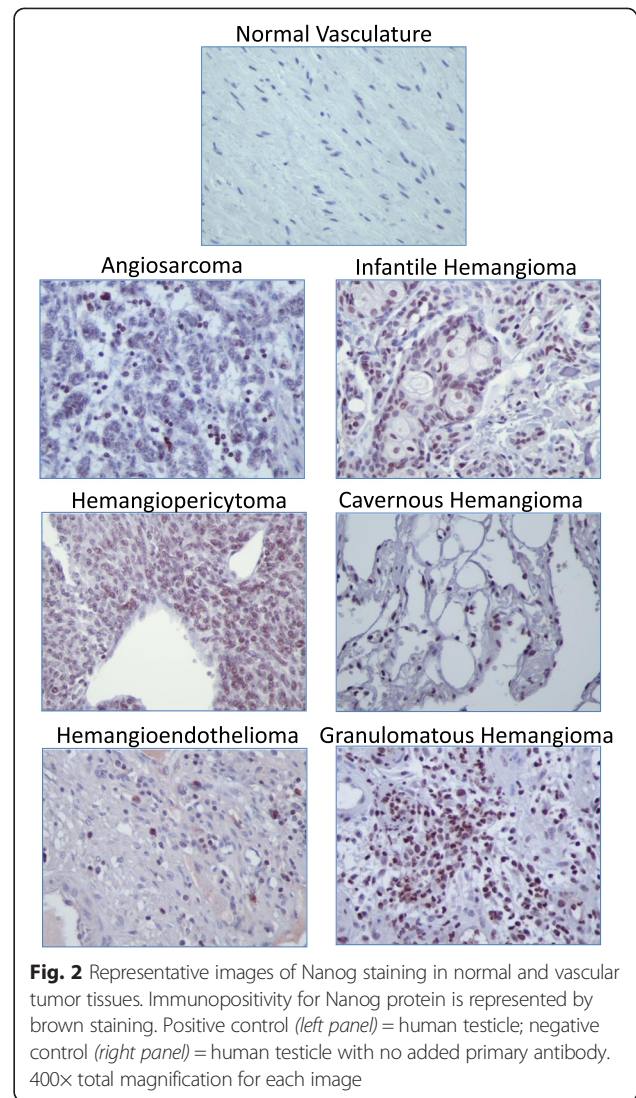 Normal Vasculature
Angiosarcoma
Infantile Hemangioma
Hemangiopericytoma
Cavernous Hemangioma
Hemangioendothelioma
Granulomatous Hemangioma
Fig. 2 Representative images of Nanog staining in normal and vascular
tumor tissues. Immunopositivity for Nanog protein is represented by
brown staining. Positive control (left panel) = human testicle; negative
control (right panel) = human testicle with no added primary antibody.
400× total magnification for each image